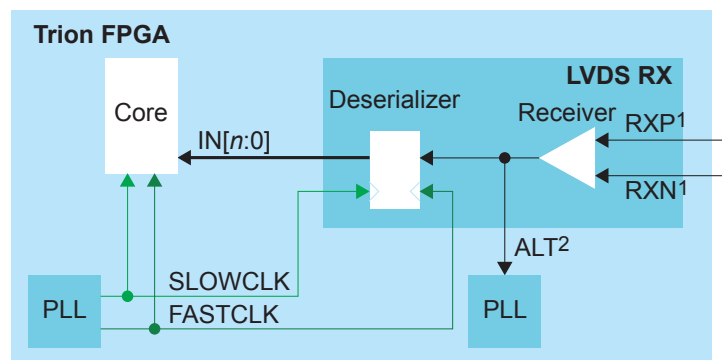 Trion FPGA
LVDS RX
Deserializer
Core
Receiver
RXP1
IN[n:0]
RXN1
ALT2
SLOWCLK
PLL
PLL
FASTCLK